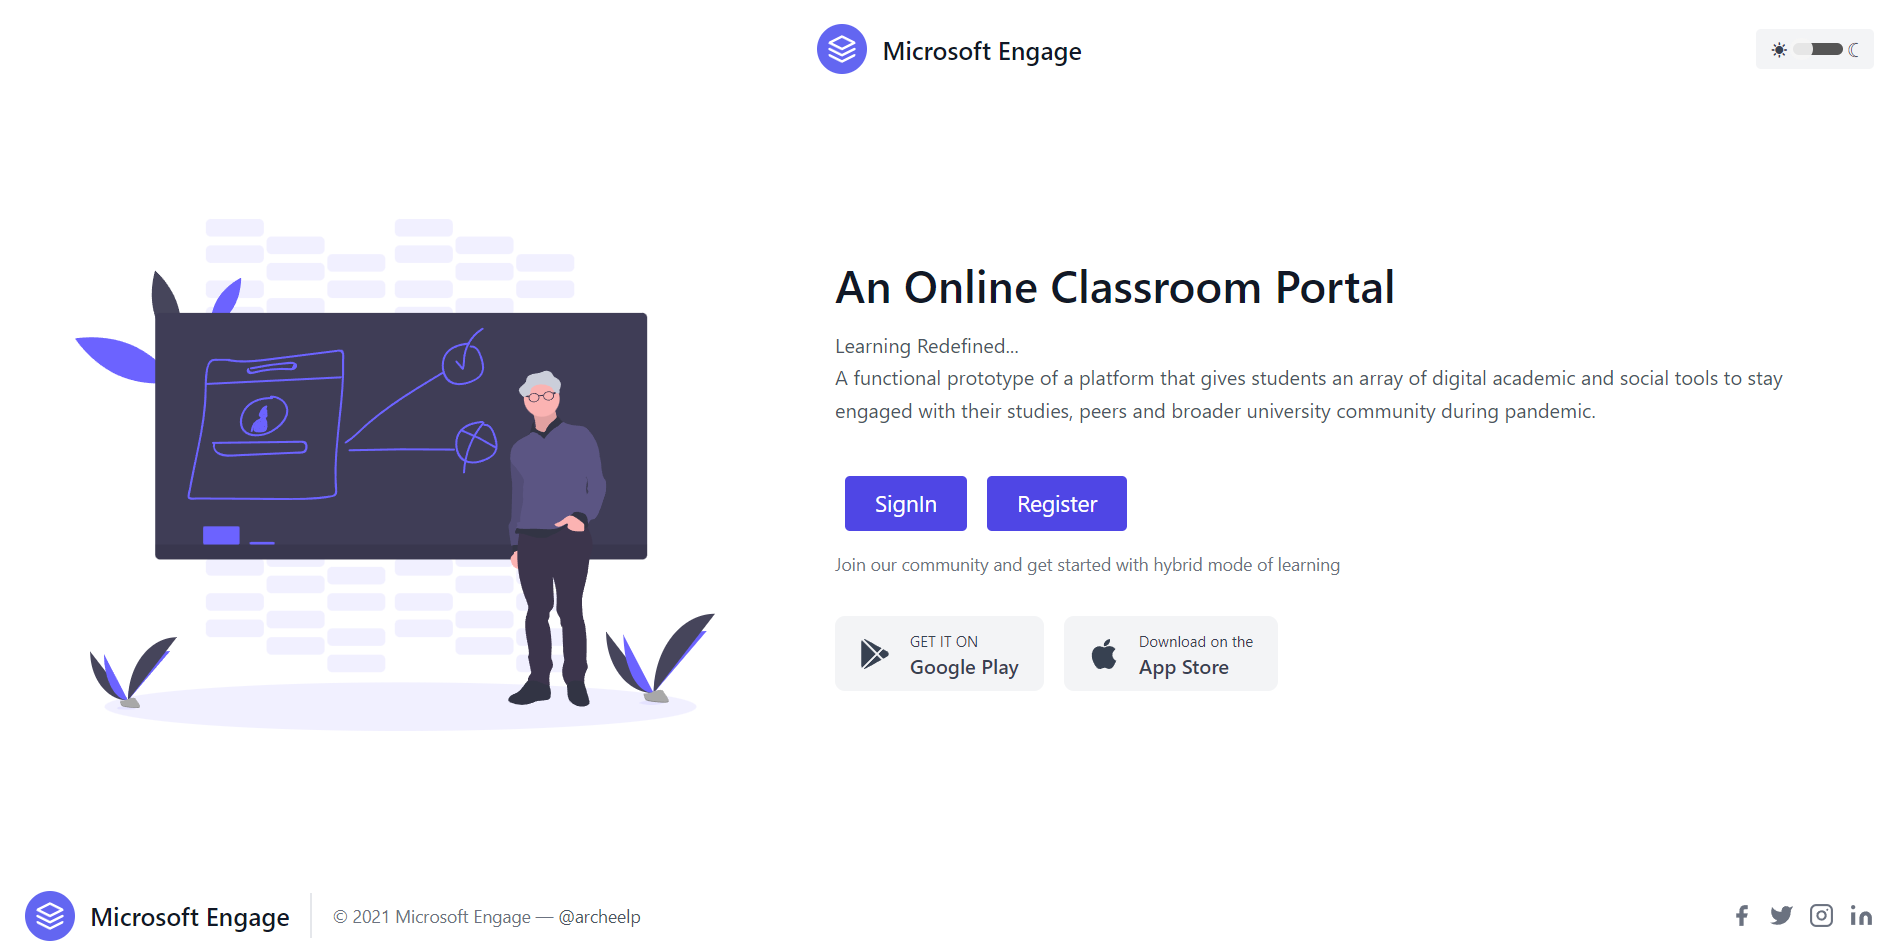 Microsoft Engage
An Online Classroom Portal
Learning Redefined...
A functional prototype of a platform that gives students an array of digital academic and social tools to stay
engaged with their studies, peers and broader university community during pandemic.
SignIn
Register
Join our community and get started with hybrid mode of learning
GET IT ON
Google Play
Download on the
App Store
Microsoft Engage
© 2021 Microsoft Engage — @archeelp